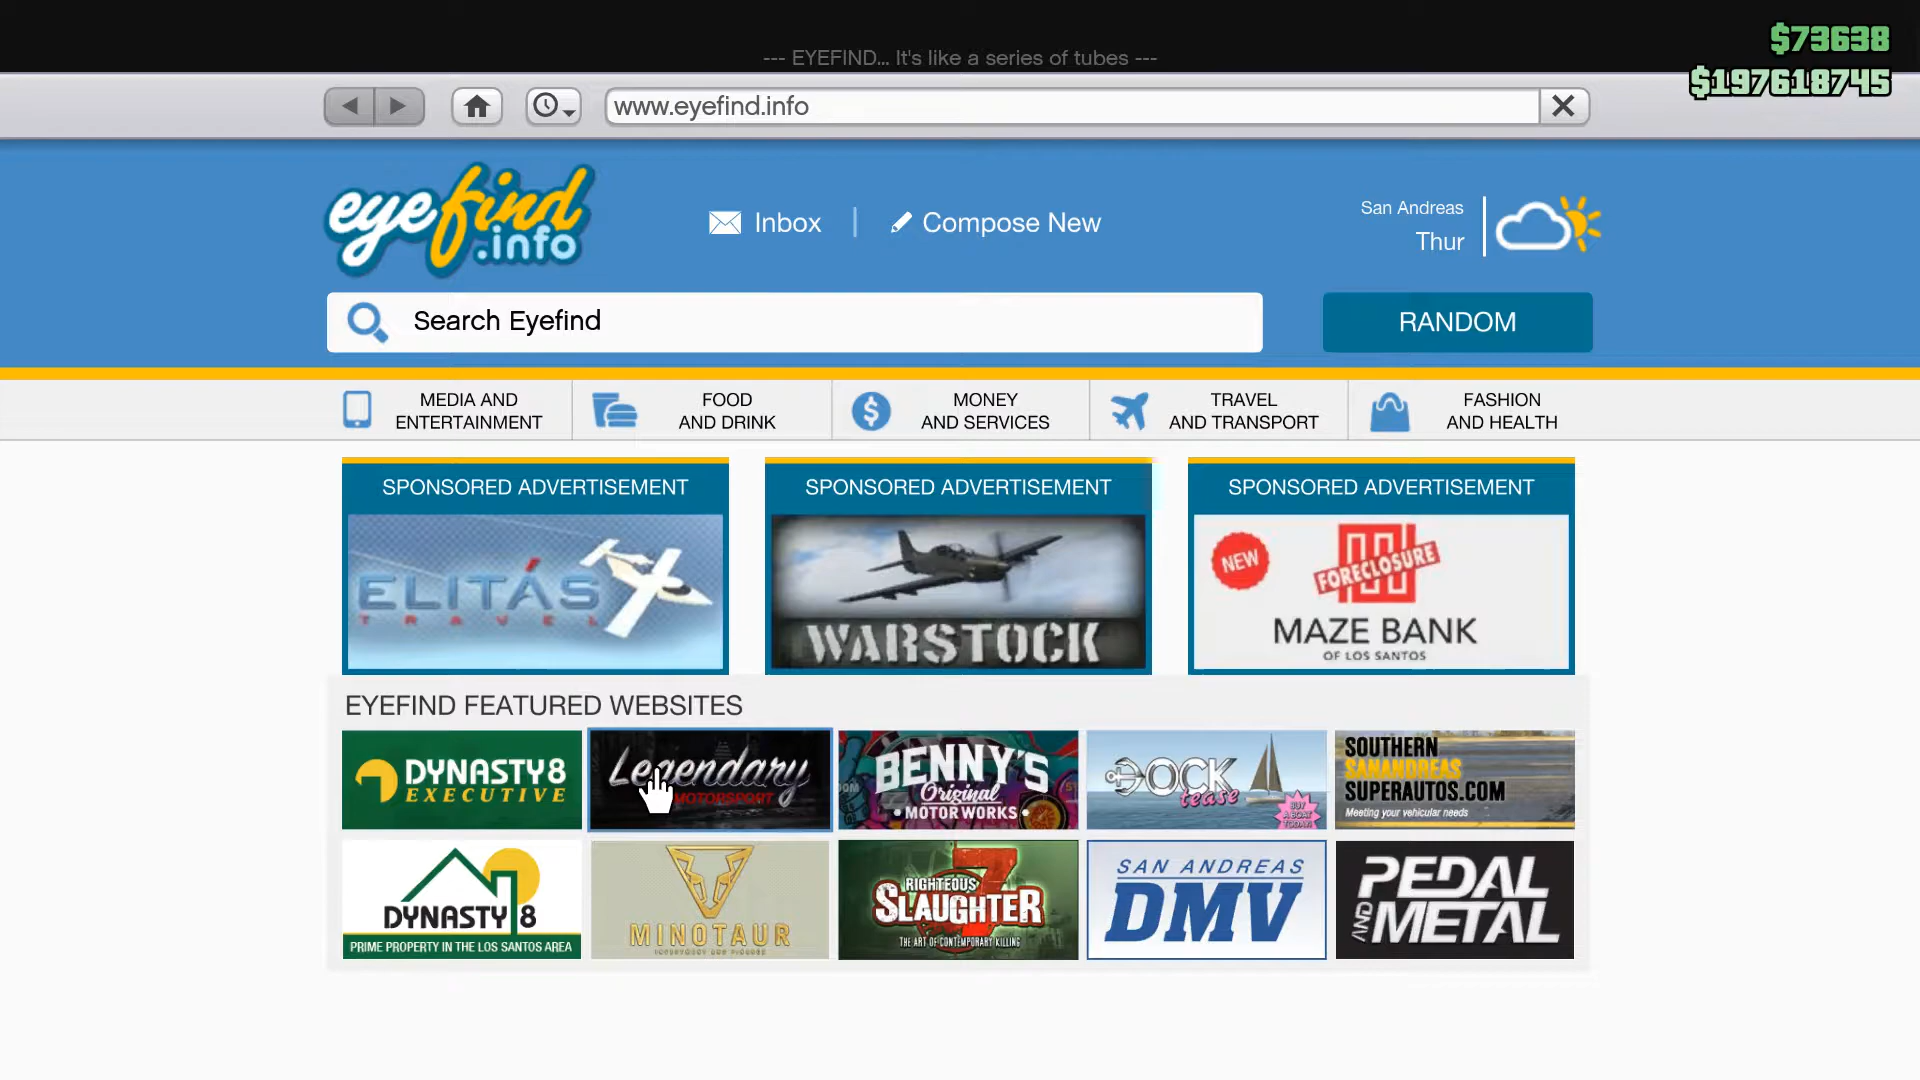 $73638
--- EYEFIND... It's like a series of tubes ---
$197618745
www.eyefind.info
eyefind
.info
Inbox
Compose New
San Andreas
Thur
Search Eyefind
RANDOM
MEDIA AND
ENTERTAINMENT
FOOD
AND DRINK
MONEY
AND SERVICES
TRAVEL
AND TRANSPORT
FASHION
AND HEALTH
SPONSORED ADVERTISEMENT
ELITÁS
TRAVEL
SPONSORED ADVERTISEMENT
WARSTOCK
SPONSORED ADVERTISEMENT
NEW
FORECLOSURE
MAZE BANK
OF LOS SANTOS
EYEFIND FEATURED WEBSITES
DYNASTY8
EXECUTIVE
Legendary
MOTORSPORT
BENNY'S
Original
• MOTOR WORKS •
DOCK
tease
BUY
A BOAT
TODAY!
SOUTHERN
SANANDREAS
SUPERAUTOS.COM
Meeting your vehicular needs
DYNASTY 8
PRIME PROPERTY IN THE LOS SANTOS AREA
MINOTAUR
INVESTMENT AND FINANCE
RIGHTEOUS
SLAUGHTER
7
THE ART OF CONTEMPORARY KILLING
SAN ANDREAS
DMV
PEDAL
AND METAL